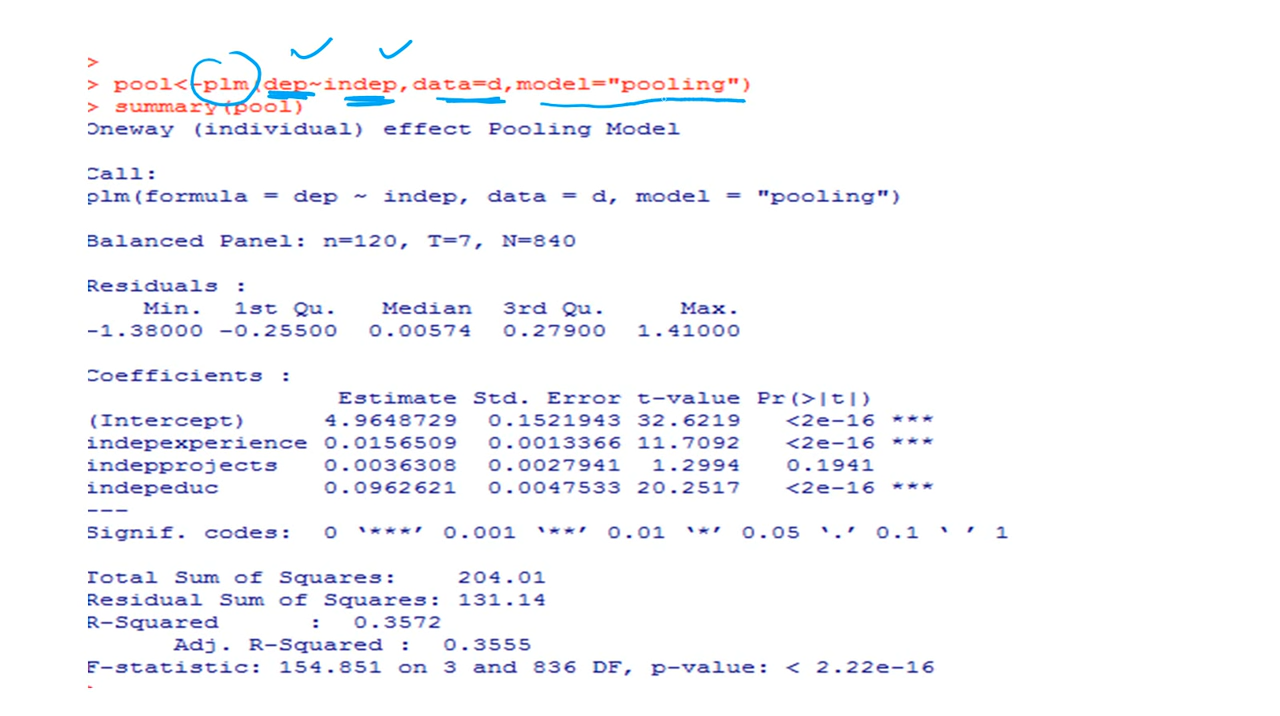 >
> pool<-plm(dep~indep,data=d,model="pooling")
> summary(pool)
Oneway (individual) effect Pooling Model
Call:
plm(formula = dep ~ indep, data = d, model = "pooling")
Balanced Panel: n=120, T=7, N=840
Residuals :
Min. 1st Qu. Median 3rd Qu. Max.
-1.38000 -0.25500 0.00574 0.27900 1.41000
Coefficients :
Estimate Std. Error t-value Pr(>|t|)
(Intercept) 4.9648729 0.1521943 32.6219 <2e-16 ***
indepexperience 0.0156509 0.0013366 11.7092 <2e-16 ***
indepprojects 0.0036308 0.0027941 1.2994 0.1941
indepeduc 0.0962621 0.0047533 20.2517 <2e-16 ***
---
Signif. codes: 0 ‘***’ 0.001 ‘**’ 0.01 ‘*’ 0.05 ‘.’ 0.1 ‘ ’ 1
Total Sum of Squares: 204.01
Residual Sum of Squares: 131.14
R-Squared : 0.3572
Adj. R-Squared : 0.3555
F-statistic: 154.851 on 3 and 836 DF, p-value: < 2.22e-16